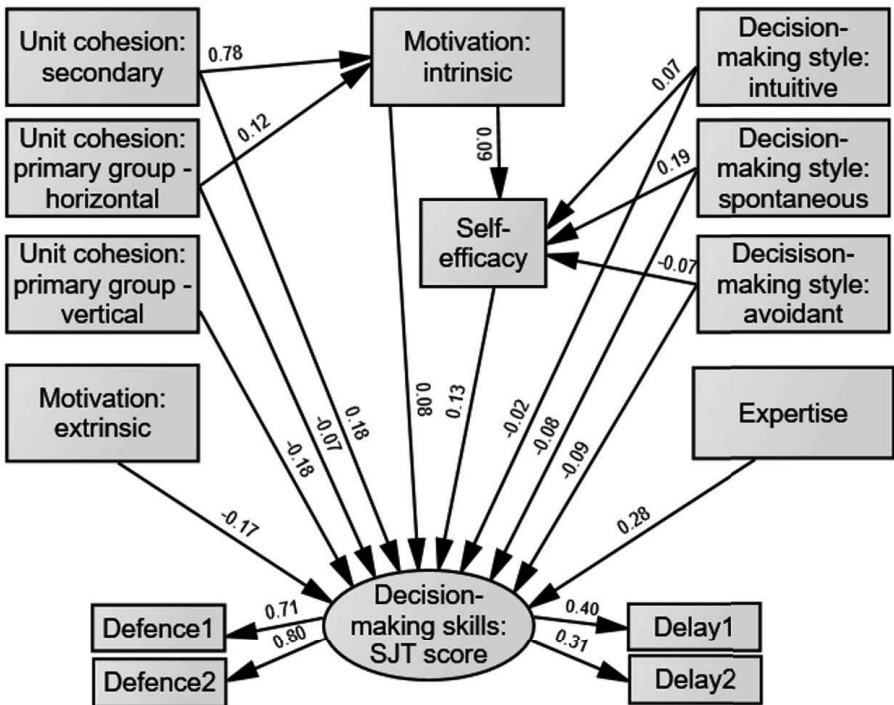 Unit cohesion:
secondary
0.78
Motivation:
intrinsic
Decision-
making style:
intuitive
0.07
Unit cohesion:
primary group -
horizontal
0.12
0.09
Decision-
making style:
spontaneous
0.19
Self-
efficacy
Unit cohesion:
primary group -
vertical
Decisison-
making style:
avoidant
-0.07
Motivation:
extrinsic
Expertise
-0.17
-0.18
-0.07
0.18
0.08
0.13
-0.02
-0.08
-0.09
0.28
Decision-
making skills:
SJT score
Defence1
0.71
Defence2
0.80
0.40
Delay1
0.31
Delay2